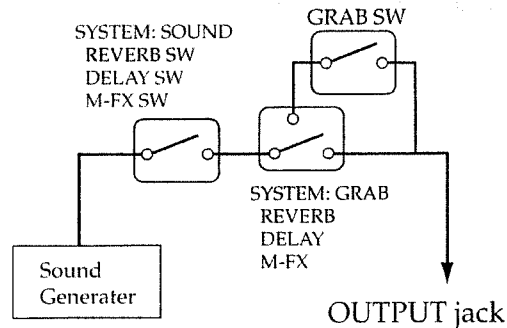 GRAB SW
SYSTEM: SOUND
REVERB SW
DELAY SW
M-FX SW
SYSTEM: GRAB
REVERB
DELAY
M-FX
Sound
Generater
OUTPUT jack